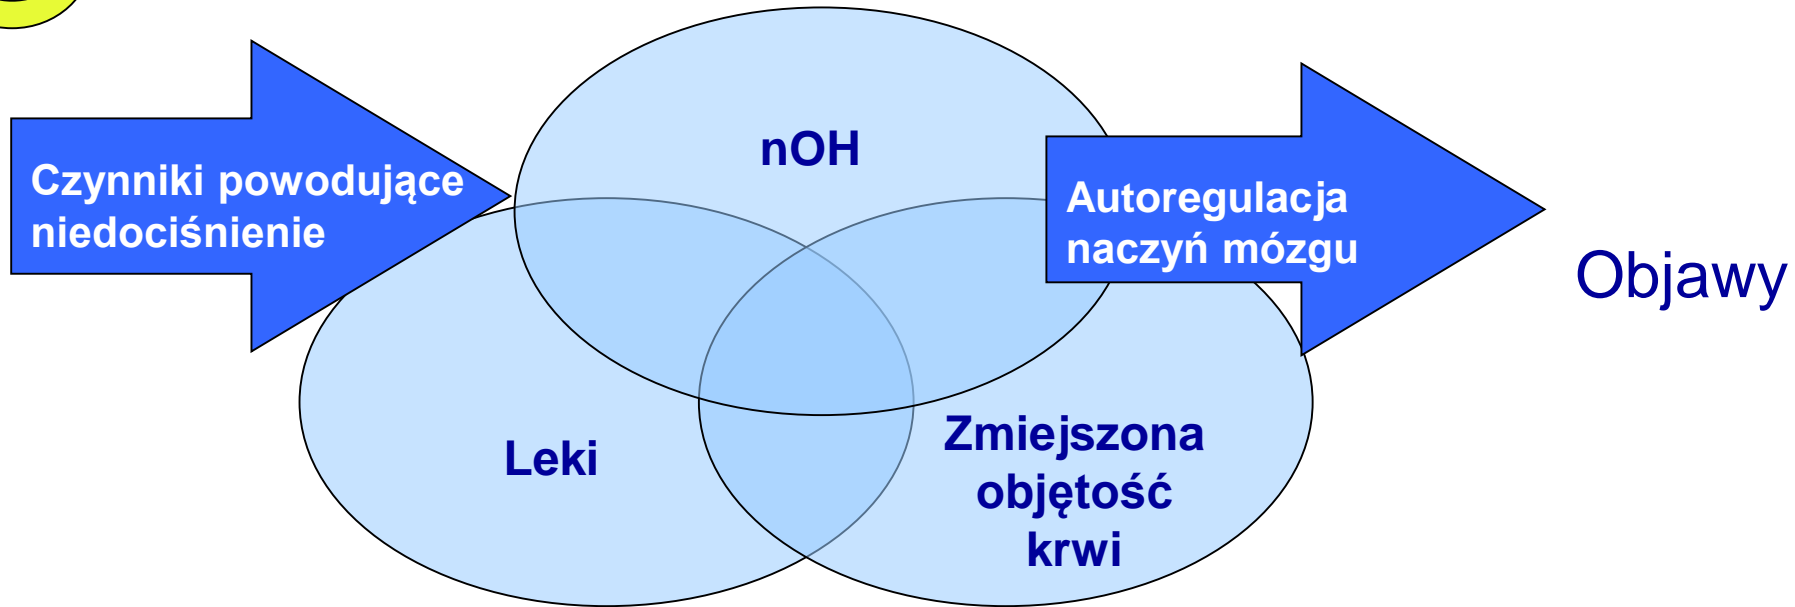 nOH
Czynniki powodujące
niedociśnienie
Autoregulacja
naczyń mózgu
Objawy
Leki
Zmiejszona
objętość
krwi